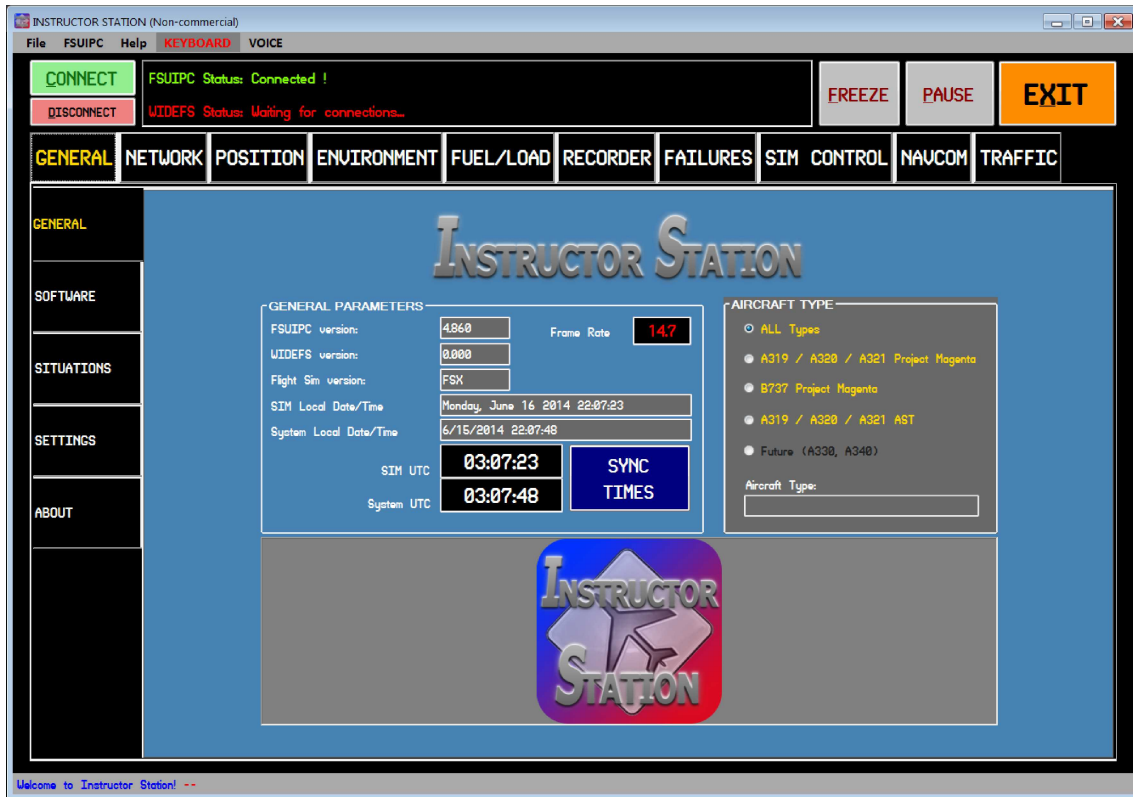 INSTRUCTOR STATION (Non-commercial)
File FSUIPC Help KEYBOARD VOICE
CONNECT
DISCONNECT
FSUIPC Status: Connected !
WIDEFS Status: Waiting for connections...
FREEZE
PAUSE
EXIT
GENERAL NETWORK POSITION ENVIRONMENT FUEL/LOAD RECORDER FAILURES SIM CONTROL NAVCOM TRAFFIC
GENERAL
SOFTWARE
SITUATIONS
SETTINGS
ABOUT
INSTRUCTOR STATION
GENERAL PARAMETERS
FSUIPC version: 4.860
Frame Rate 14.7
WIDEFS version: 0.000
Flight Sim version: FSX
SIM Local Date/Time Monday, June 16 2014 22:07:23
System Local Date/Time 6/15/2014 22:07:48
SIM UTC 03:07:23
System UTC 03:07:48
SYNC
TIMES
AIRCRAFT TYPE
ALL Types
A319 / A320 / A321 Project Magenta
B737 Project Magenta
A319 / A320 / A321 AST
Future (A330, A340)
Aircraft Type:
INSTRUCTOR
STATION
Welcome to Instructor Station! --